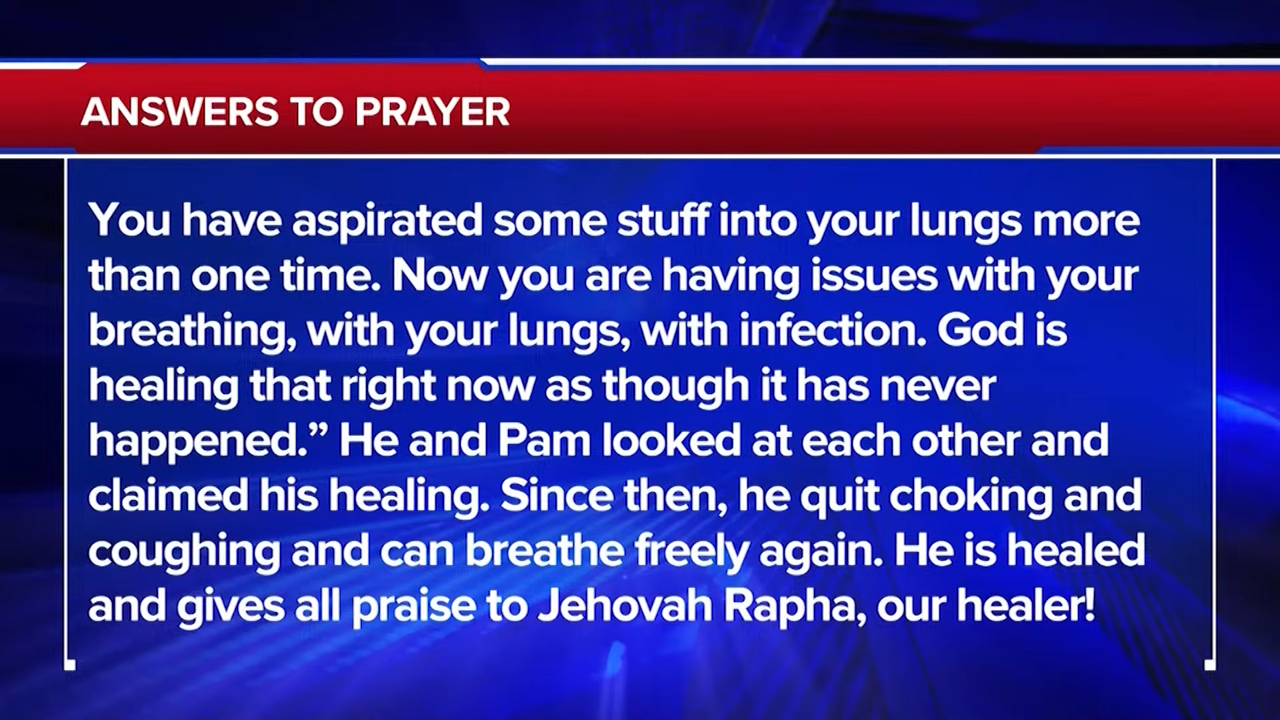 ANSWERS TO PRAYER
You have aspirated some stuff into your lungs more
than one time. Now you are having issues with your
breathing, with your lungs, with infection. God is
healing that right now as though it has never
happened.” He and Pam looked at each other and
claimed his healing. Since then, he quit choking and
coughing and can breathe freely again. He is healed
and gives all praise to Jehovah Rapha, our healer!